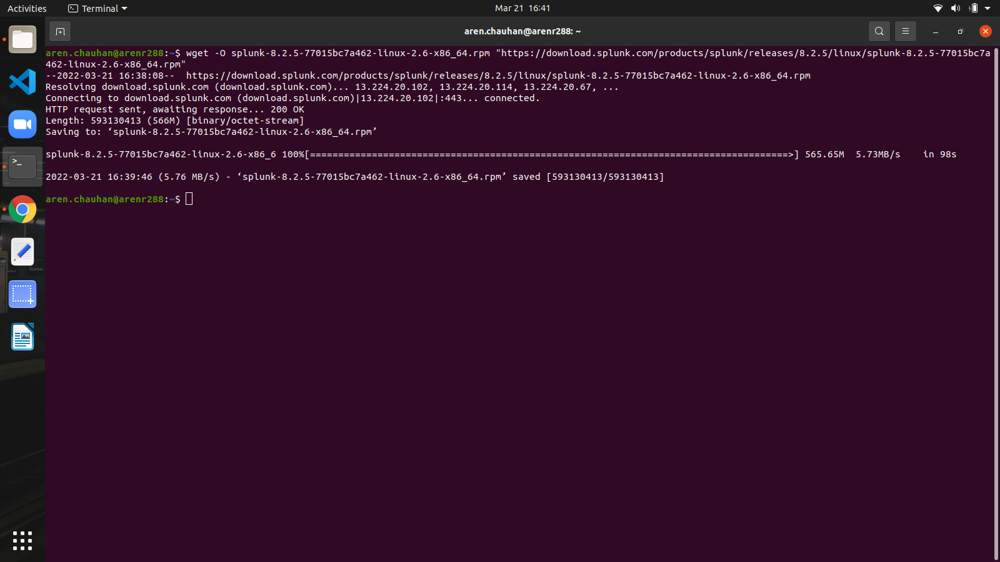 Activities
Terminal
Mar 21 16:41
aren.chauhan@arenr288: ~
aren.chauhan@arenr288:~$ wget -O splunk-8.2.5-77015bc7a462-linux-2.6-x86_64.rpm "https://download.splunk.com/products/splunk/releases/8.2.5/linux/splunk-8.2.5-77015bc7a
462-linux-2.6-x86_64.rpm"
--2022-03-21 16:38:08--  https://download.splunk.com/products/splunk/releases/8.2.5/linux/splunk-8.2.5-77015bc7a462-linux-2.6-x86_64.rpm
Resolving download.splunk.com (download.splunk.com)... 13.224.20.102, 13.224.20.114, 13.224.20.67, ...
Connecting to download.splunk.com (download.splunk.com)|13.224.20.102|:443... connected.
HTTP request sent, awaiting response... 200 OK
Length: 593130413 (566M) [binary/octet-stream]
Saving to: ‘splunk-8.2.5-77015bc7a462-linux-2.6-x86_64.rpm’
splunk-8.2.5-77015bc7a462-linux-2.6-x86_6 100%[=====================================================================================>] 565.65M  5.73MB/s    in 98s
2022-03-21 16:39:46 (5.76 MB/s) - ‘splunk-8.2.5-77015bc7a462-linux-2.6-x86_64.rpm’ saved [593130413/593130413]
aren.chauhan@arenr288:~$